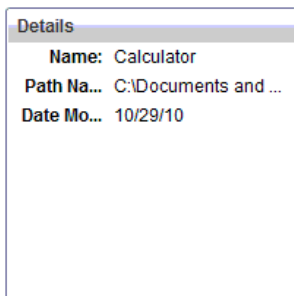 Details
Name: Calculator
Path Na... C:\Documents and ...
Date Mo... 10/29/10